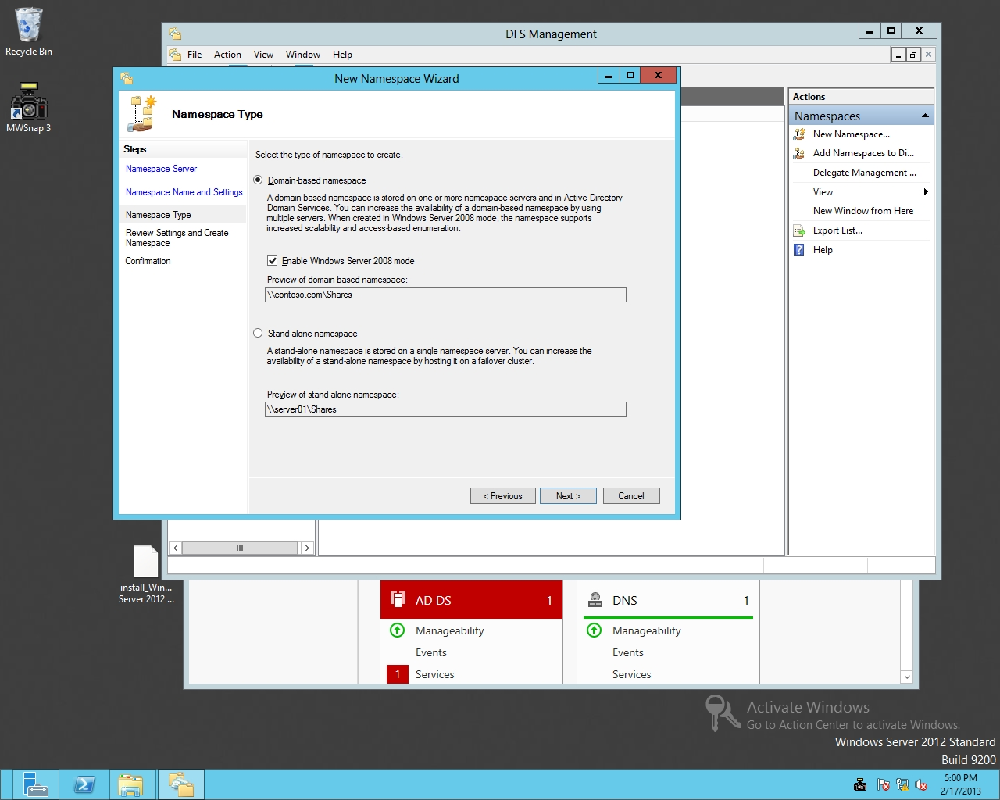 Recycle Bin
MWSnap 3
DFS Management
File Action View Window Help
New Namespace Wizard
Namespace Type
Steps:
Namespace Server
Namespace Name and Settings
Namespace Type
Review Settings and Create
Namespace
Confirmation
Select the type of namespace to create.
Domain-based namespace
A domain-based namespace is stored on one or more namespace servers and in Active Directory
Domain Services. You can increase the availability of a domain-based namespace by using
multiple servers. When created in Windows Server 2008 mode, the namespace supports
increased scalability and access-based enumeration.
Enable Windows Server 2008 mode
Preview of domain-based namespace:
\\contoso.com\Shares
Stand-alone namespace
A stand-alone namespace is stored on a single namespace server. You can increase the
availability of a stand-alone namespace by hosting it on a failover cluster.
Preview of stand-alone namespace:
\\server01\Shares
< Previous Next > Cancel
Actions
Namespaces
New Namespace...
Add Namespaces to Di...
Delegate Management ...
View
New Window from Here
Export List...
Help
install_Win...
Server 2012 ...
AD DS 1
Manageability
Events
1 Services
DNS 1
Manageability
Events
Services
Activate Windows
Go to Action Center to activate Windows.
Windows Server 2012 Standard
Build 9200
5:00 PM
2/17/2013